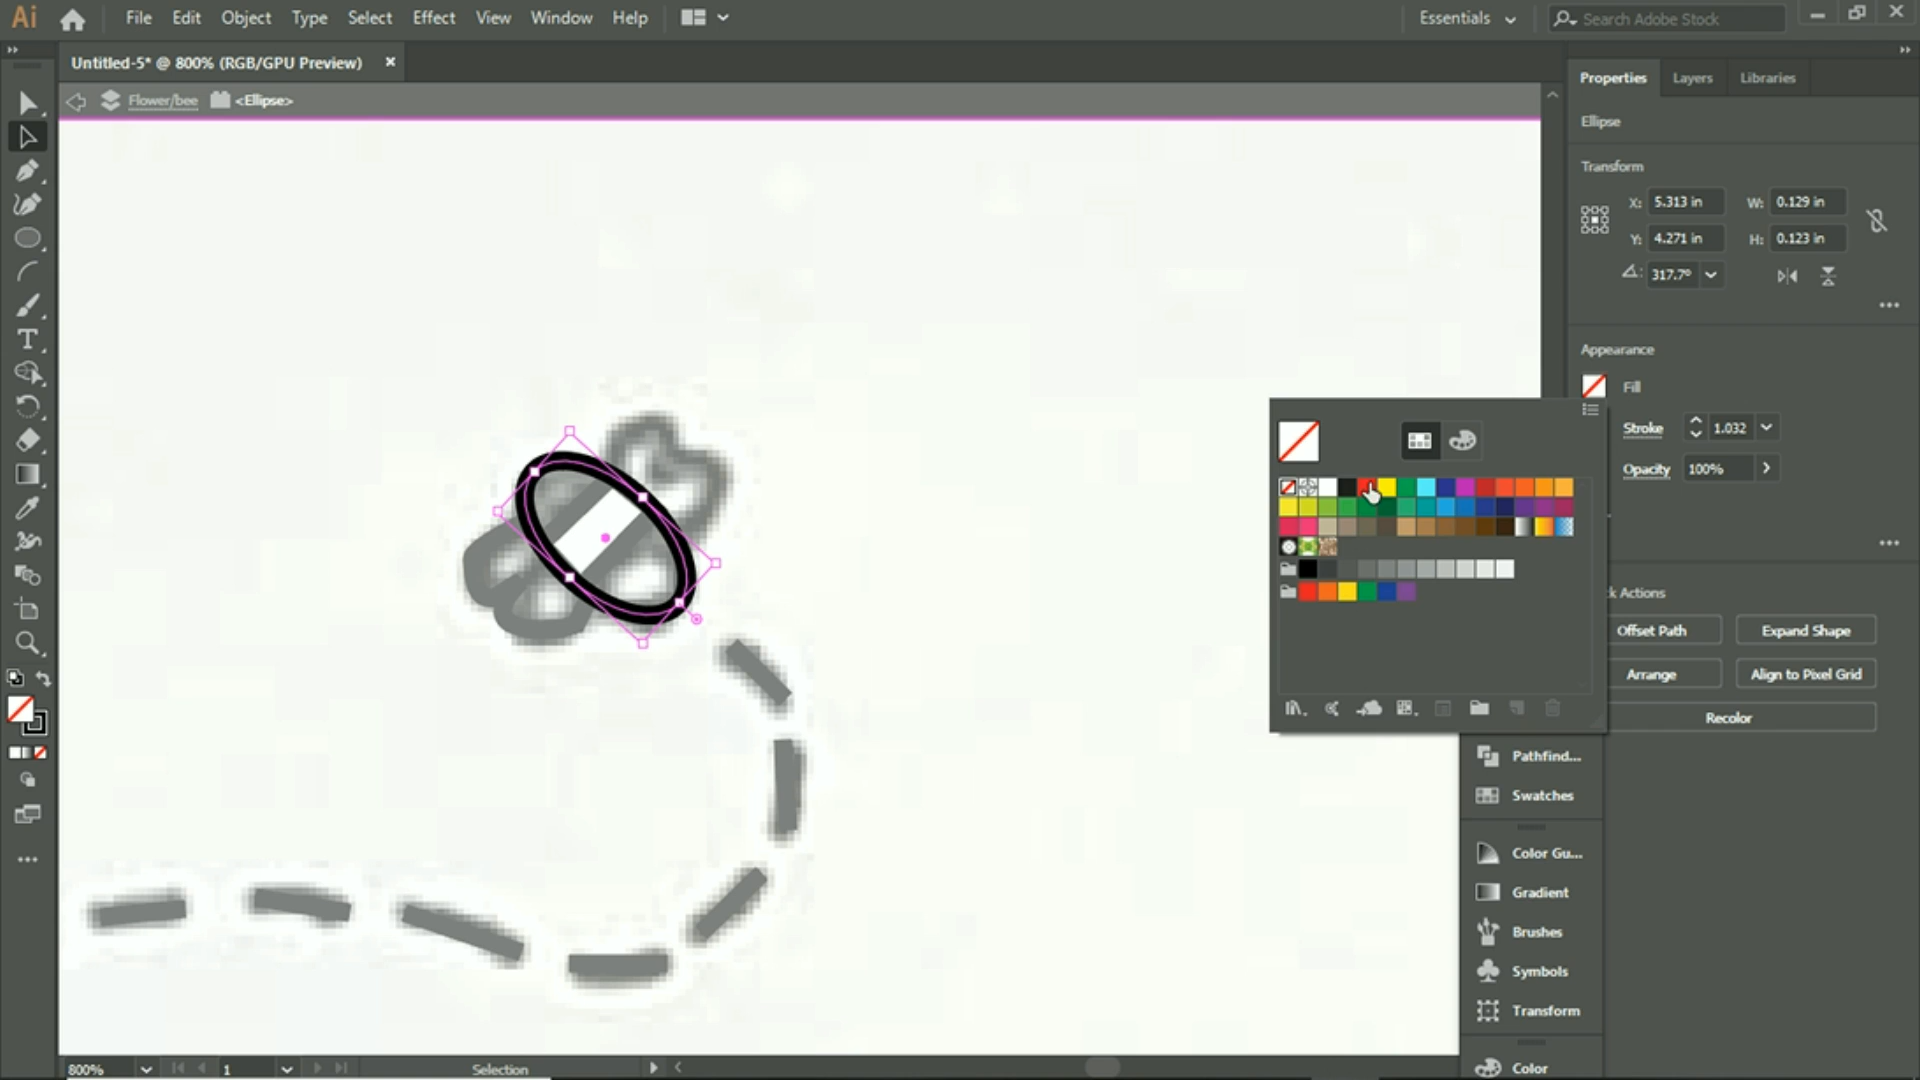 Ai File Edit Object Type Select Effect View Window Help Essentials Search Adobe Stock
Untitled-5* @ 800% (RGB/GPU Preview) ×
Flower/bee <Ellipse>
Properties Layers Libraries
Ellipse
Transform
X: 5.313 in W: 0.129 in
Y: 4.271 in H: 0.123 in
317.7°
Appearance
Fill
Stroke 1.032
Opacity 100%
k Actions
Offset Path Expand Shape
Arrange Align to Pixel Grid
Recolor
Pathfind...
Swatches
Color Gu...
Gradient
Brushes
Symbols
Transform
Color
800% 1 Selection